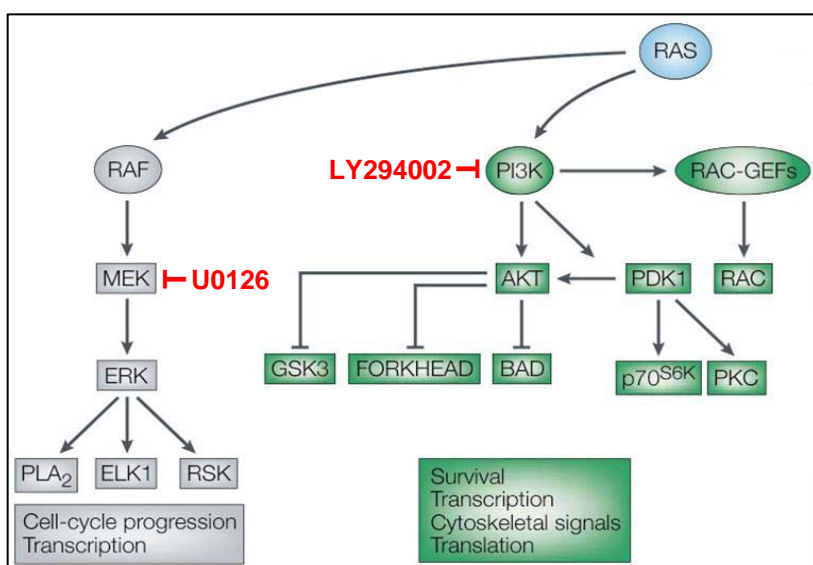 RAS
RAF
LY294002
PI3K
RAC-GEFs
MEK
U0126
AKT
PDK1
RAC
ERK
GSK3
FORKHEAD
BAD
p70S6K
PKC
PLA2
ELK1
RSK
Cell-cycle progression
Transcription
Survival
Transcription
Cytoskeletal signals
Translation